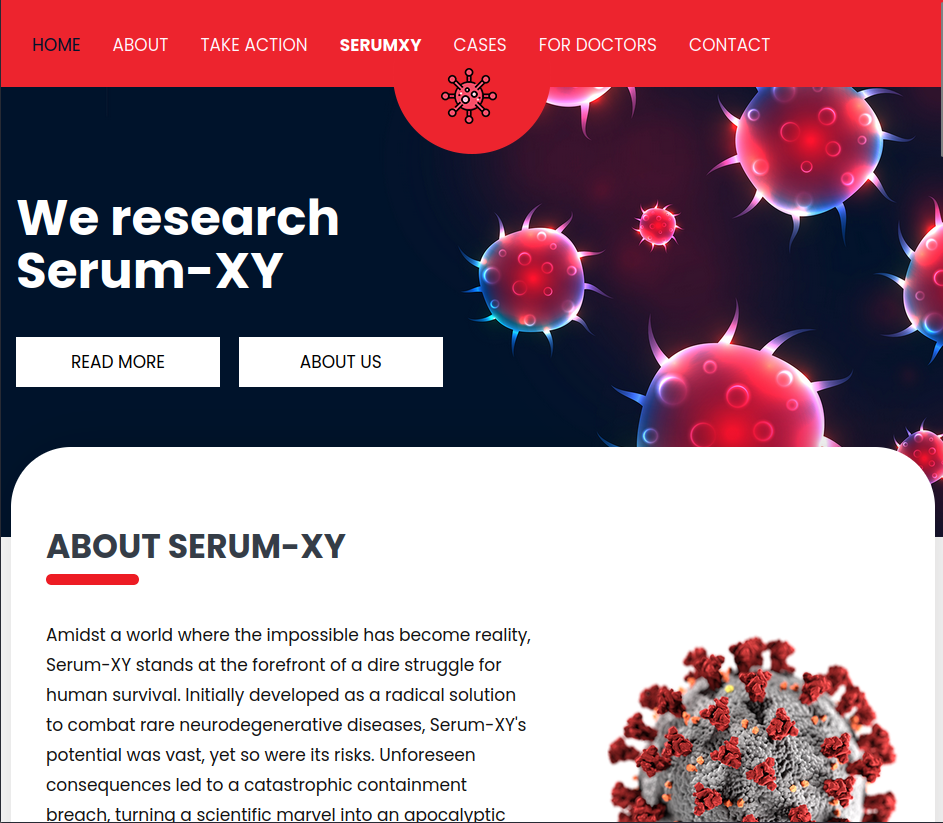 HOME ABOUT TAKE ACTION SERUMXY CASES FOR DOCTORS CONTACT
We research
Serum-XY
READ MORE ABOUT US
ABOUT SERUM-XY
Amidst a world where the impossible has become reality,
Serum-XY stands at the forefront of a dire struggle for
human survival. Initially developed as a radical solution
to combat rare neurodegenerative diseases, Serum-XY's
potential was vast, yet so were its risks. Unforeseen
consequences led to a catastrophic containment
breach, turning a scientific marvel into an apocalyptic